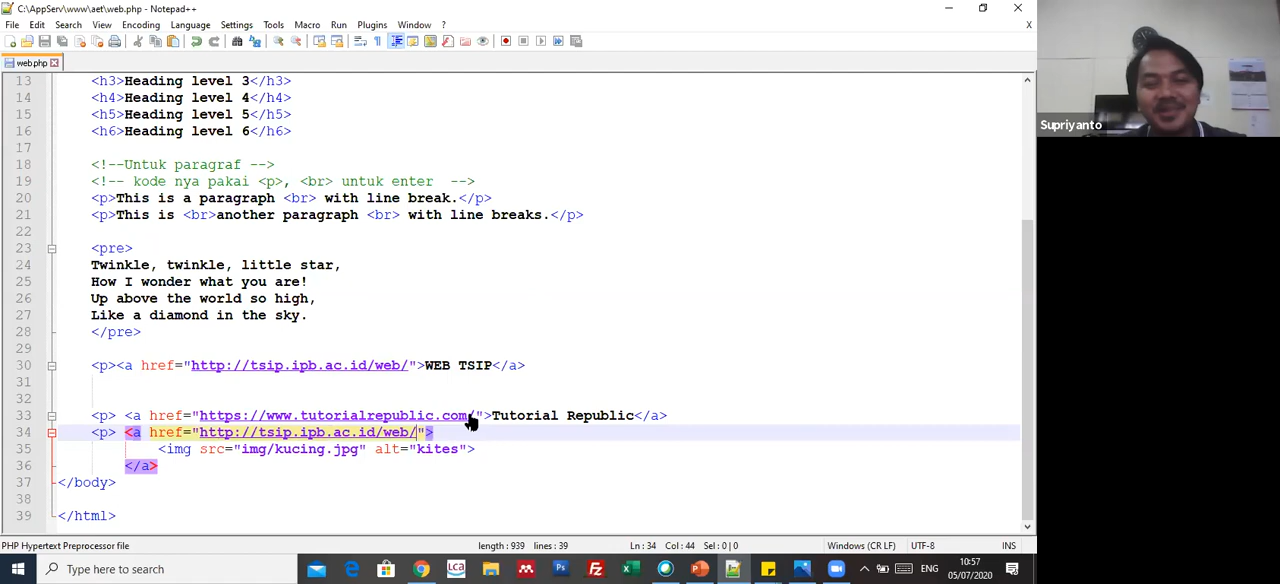 C:\AppServ\www\aet\web.php - Notepad++
File Edit Search View Encoding Language Settings Tools Macro Run Plugins Window ?
X
web.php
13 <h3>Heading level 3</h3>
14 <h4>Heading level 4</h4>
15 <h5>Heading level 5</h5>
16 <h6>Heading level 6</h6>
17
18 <!--Untuk paragraf -->
19 <!-- kode nya pakai <p>, <br> untuk enter  -->
20 <p>This is a paragraph <br> with line break.</p>
21 <p>This is <br>another paragraph <br> with line breaks.</p>
22
23 <pre>
24 Twinkle, twinkle, little star,
25 How I wonder what you are!
26 Up above the world so high,
27 Like a diamond in the sky.
28 </pre>
29
30 <p><a href="http://tsip.ipb.ac.id/web/">WEB TSIP</a>
31
32
33 <p> <a href="https://www.tutorialrepublic.com/">Tutorial Republic</a>
34 <p> <a href="http://tsip.ipb.ac.id/web/">
35 <img src="img/kucing.jpg" alt="kites">
36 </a>
37 </body>
38
39 </html>
PHP Hypertext Preprocessor file length : 939 lines : 39 Ln : 34 Col : 44 Sel : 0 | 0 Windows (CR LF) UTF-8 INS
Type here to search
LCA
Ps
Fz
ENG
10:57
05/07/2020
Supriyanto